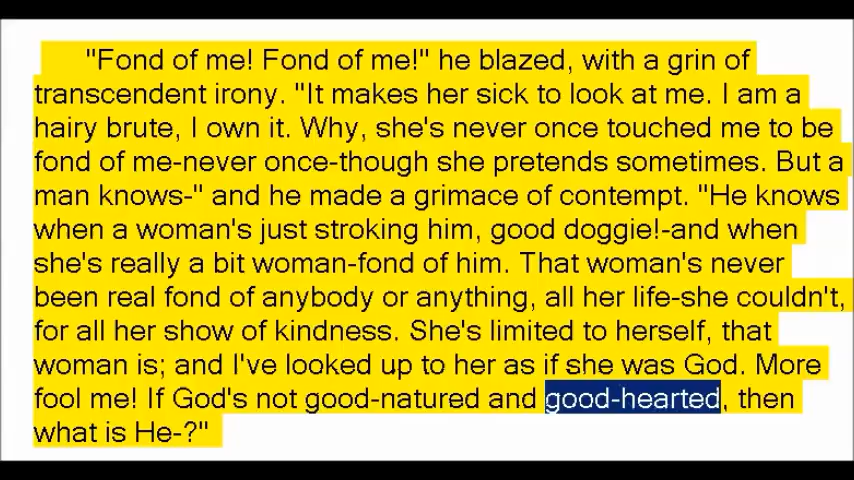 "Fond of me! Fond of me!" he blazed, with a grin of
transcendent irony. "It makes her sick to look at me. I am a
hairy brute, I own it. Why, she's never once touched me to be
fond of me-never once-though she pretends sometimes. But a
man knows-" and he made a grimace of contempt. "He knows
when a woman's just stroking him, good doggie!-and when
she's really a bit woman-fond of him. That woman's never
been real fond of anybody or anything, all her life-she couldn't,
for all her show of kindness. She's limited to herself, that
woman is; and I've looked up to her as if she was God. More
fool me! If God's not good-natured and good-hearted, then
what is He-?"